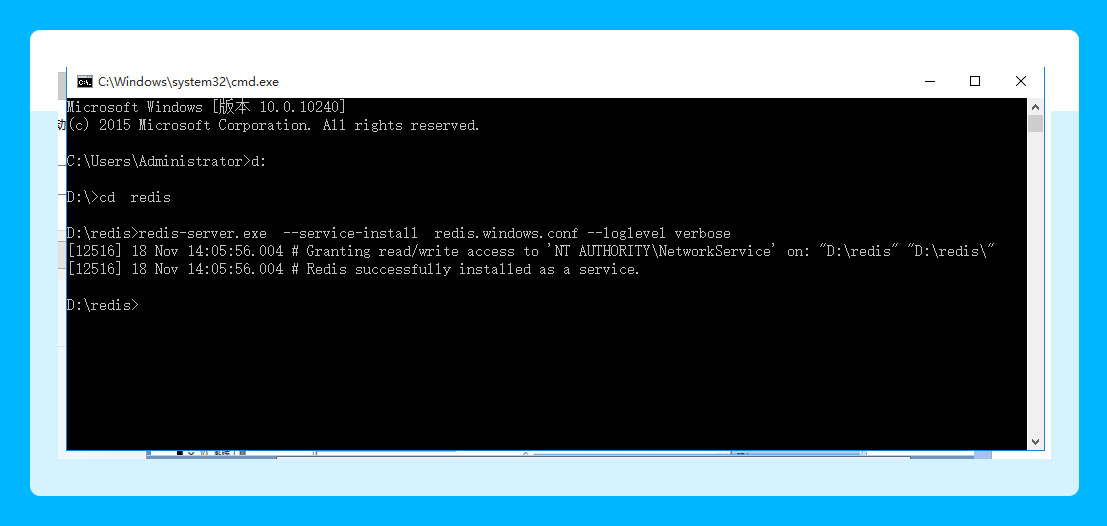 C:\Windows\system32\cmd.exe
Microsoft Windows [版本 10.0.10240]
(c) 2015 Microsoft Corporation. All rights reserved.
C:\Users\Administrator>d:
D:\>cd  redis
D:\redis>redis-server.exe  --service-install  redis.windows.conf --loglevel verbose
[12516] 18 Nov 14:05:56.004 # Granting read/write access to 'NT AUTHORITY\NetworkService' on: "D:\redis" "D:\redis\"
[12516] 18 Nov 14:05:56.004 # Redis successfully installed as a service.
D:\redis>